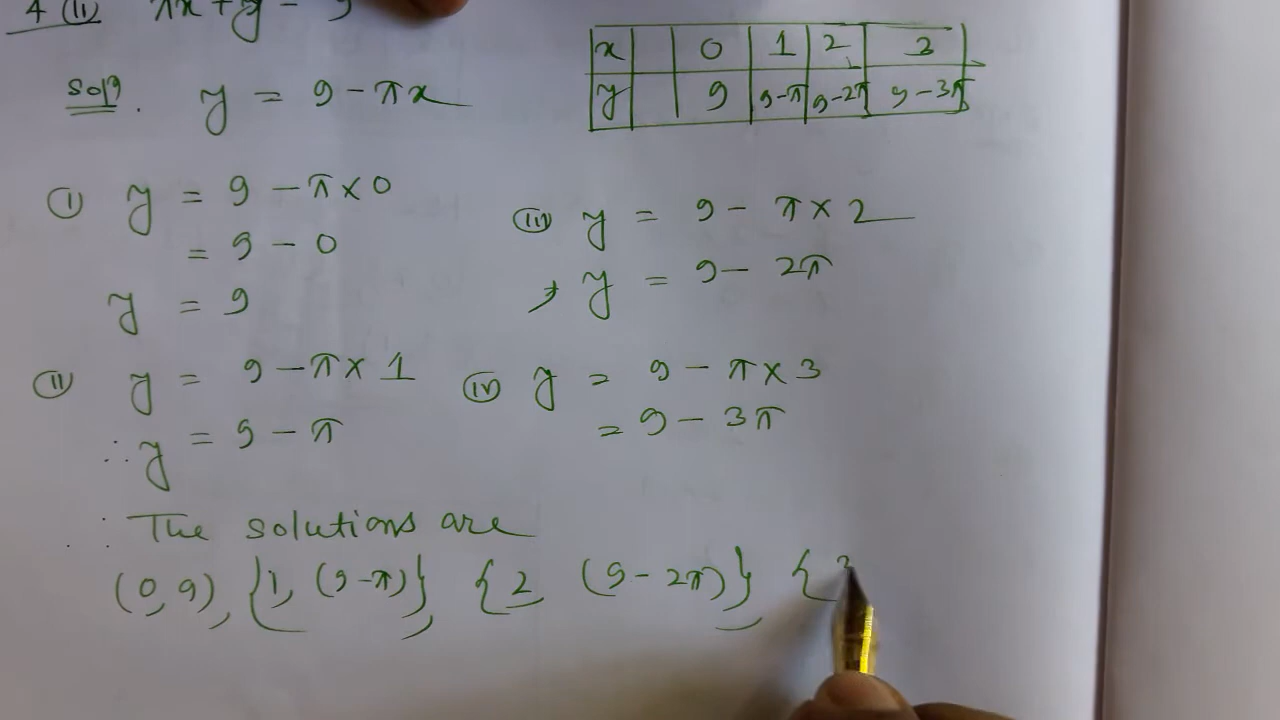 4 (ii) πx + y = 9
x 0 1 2 3
y 9 9-π 9-2π 9-3π
Solⁿ. y = 9 - πx
(i) y = 9 - π × 0
= 9 - 0
y = 9
(ii) y = 9 - π × 1
∴ y = 9 - π
(iii) y = 9 - π × 2
, y = 9 - 2π
(iv) y = 9 - π × 3
= 9 - 3π
∴ The solutions are
(0, 9), {1, (9-π)}, {2, (9 - 2π)}, {3